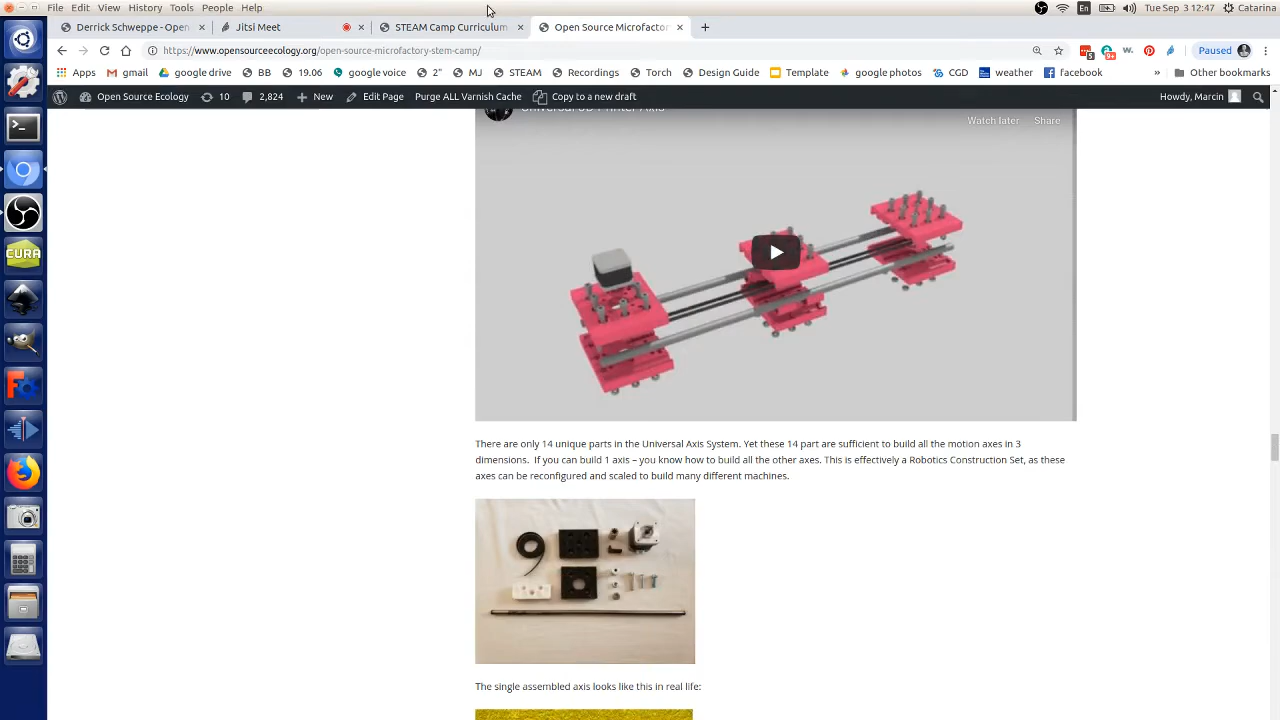 File Edit View History Tools People Help
En
Tue Sep 3 12:47
Catarina
Derrick Schweppe - Open
Jitsi Meet
STEAM Camp Curriculum
Open Source Microfactor
https://www.opensourceecology.org/open-source-microfactory-stem-camp/
Paused
Apps gmail google drive BB 19.06 google voice 2" MJ STEAM Recordings Torch Design Guide Template google photos CGD weather facebook » Other bookmarks
Open Source Ecology 10 2,824 New Edit Page Purge ALL Varnish Cache Copy to a new draft Howdy, Marcin
Universal 3D Printer Axis
Watch later Share
There are only 14 unique parts in the Universal Axis System. Yet these 14 part are sufficient to build all the motion axes in 3
dimensions. If you can build 1 axis – you know how to build all the other axes. This is effectively a Robotics Construction Set, as these
axes can be reconfigured and scaled to build many different machines.
The single assembled axis looks like this in real life:
CURA